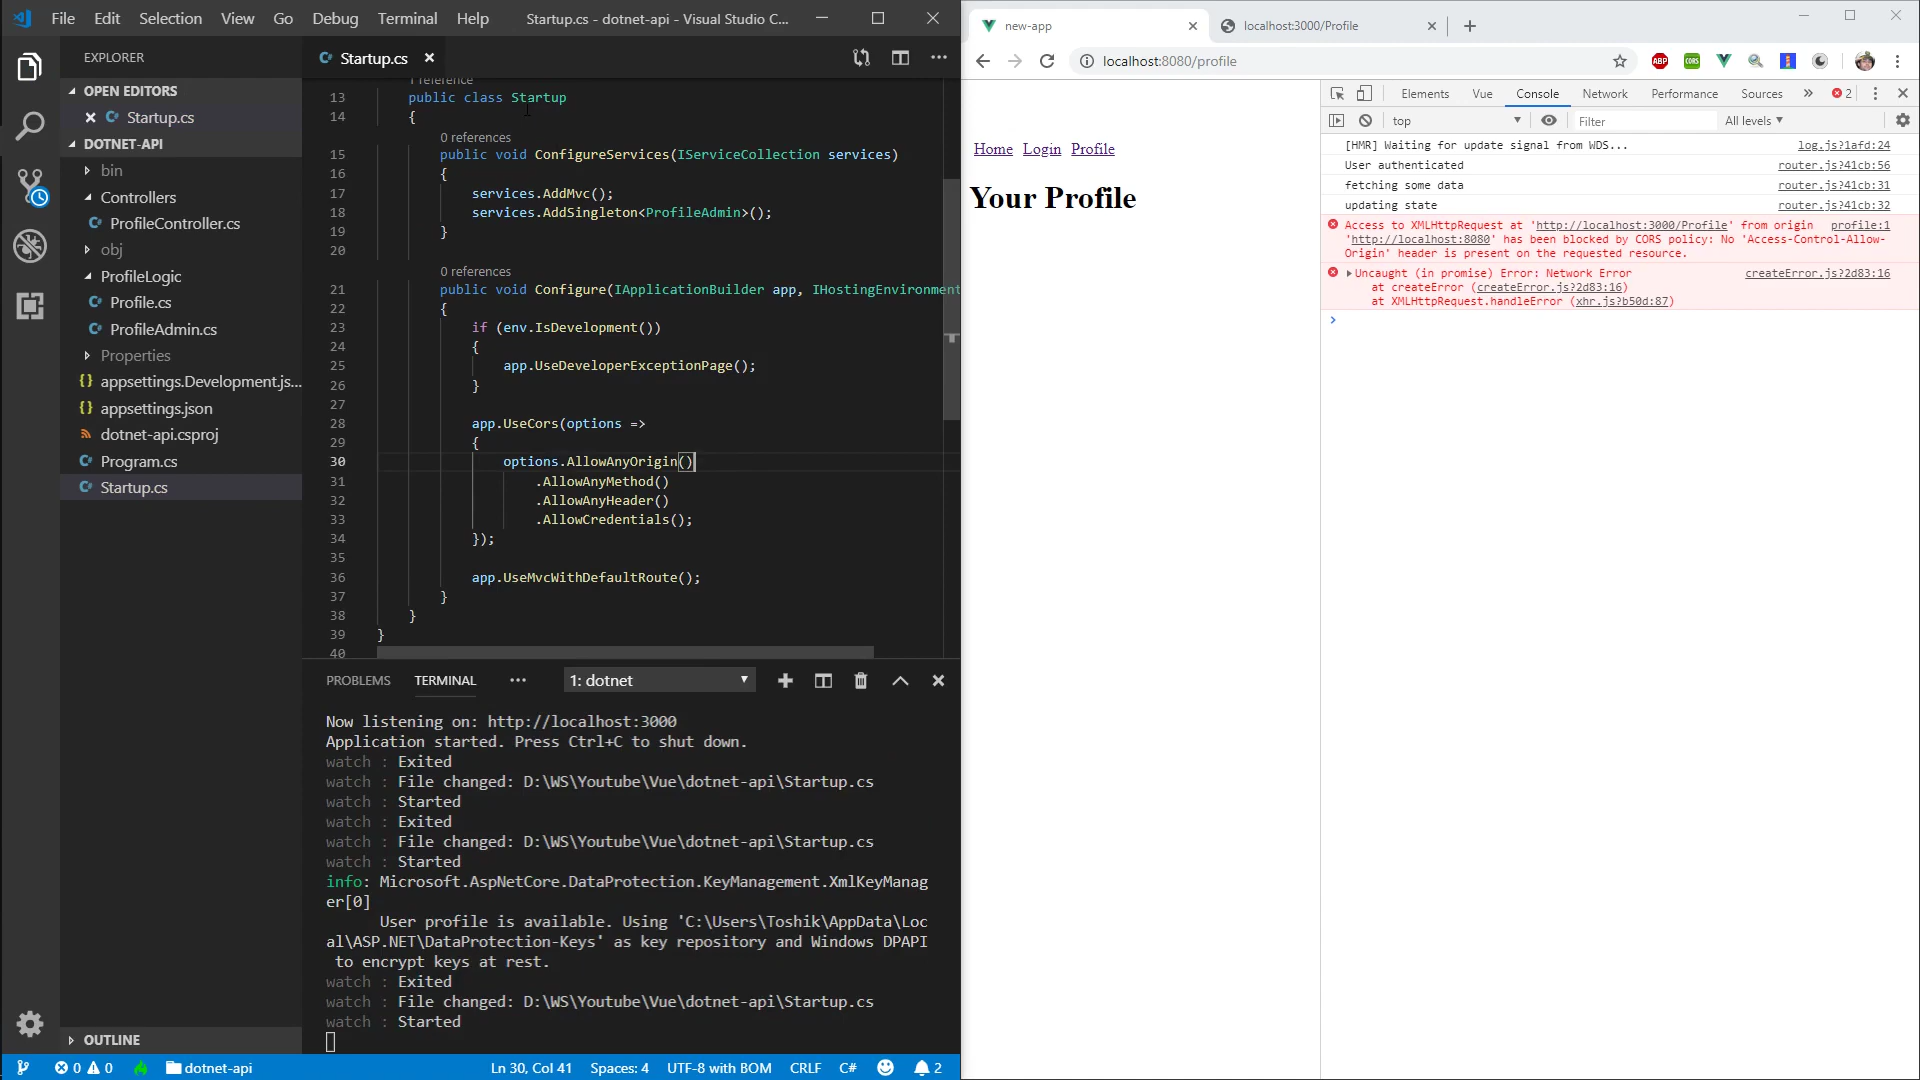 File Edit Selection View Go Debug Terminal Help Startup.cs - dotnet-api - Visual Studio C...
EXPLORER
OPEN EDITORS
Startup.cs
DOTNET-API
bin
Controllers
ProfileController.cs
obj
ProfileLogic
Profile.cs
ProfileAdmin.cs
Properties
appsettings.Development.js...
appsettings.json
dotnet-api.csproj
Program.cs
Startup.cs
OUTLINE
Startup.cs
1 reference
13 public class Startup
14 {
0 references
15 public void ConfigureServices(IServiceCollection services)
16 {
17 services.AddMvc();
18 services.AddSingleton<ProfileAdmin>();
19 }
20
0 references
21 public void Configure(IApplicationBuilder app, IHostingEnvironment
22 {
23 if (env.IsDevelopment())
24 {
25 app.UseDeveloperExceptionPage();
26 }
27
28 app.UseCors(options =>
29 {
30 options.AllowAnyOrigin()
31 .AllowAnyMethod()
32 .AllowAnyHeader()
33 .AllowCredentials();
34 });
35
36 app.UseMvcWithDefaultRoute();
37 }
38 }
39 }
40
PROBLEMS TERMINAL ... 1: dotnet
Now listening on: http://localhost:3000
Application started. Press Ctrl+C to shut down.
watch : Exited
watch : File changed: D:\WS\Youtube\Vue\dotnet-api\Startup.cs
watch : Started
watch : Exited
watch : File changed: D:\WS\Youtube\Vue\dotnet-api\Startup.cs
watch : Started
info: Microsoft.AspNetCore.DataProtection.KeyManagement.XmlKeyManag
er[0]
User profile is available. Using 'C:\Users\Toshik\AppData\Loc
al\ASP.NET\DataProtection-Keys' as key repository and Windows DPAPI
to encrypt keys at rest.
watch : Exited
watch : File changed: D:\WS\Youtube\Vue\dotnet-api\Startup.cs
watch : Started
0 0 dotnet-api Ln 30, Col 41 Spaces: 4 UTF-8 with BOM CRLF C# 2
new-app localhost:3000/Profile
localhost:8080/profile ABP CORS
Home Login Profile
Your Profile
Elements Vue Console Network Performance Sources » 2
top Filter All levels
[HMR] Waiting for update signal from WDS... log.js?1afd:24
User authenticated router.js?41cb:56
fetching some data router.js?41cb:31
updating state router.js?41cb:32
Access to XMLHttpRequest at 'http://localhost:3000/Profile' from origin profile:1
'http://localhost:8080' has been blocked by CORS policy: No 'Access-Control-Allow-
Origin' header is present on the requested resource.
Uncaught (in promise) Error: Network Error createError.js?2d83:16
at createError (createError.js?2d83:16)
at XMLHttpRequest.handleError (xhr.js?b50d:87)